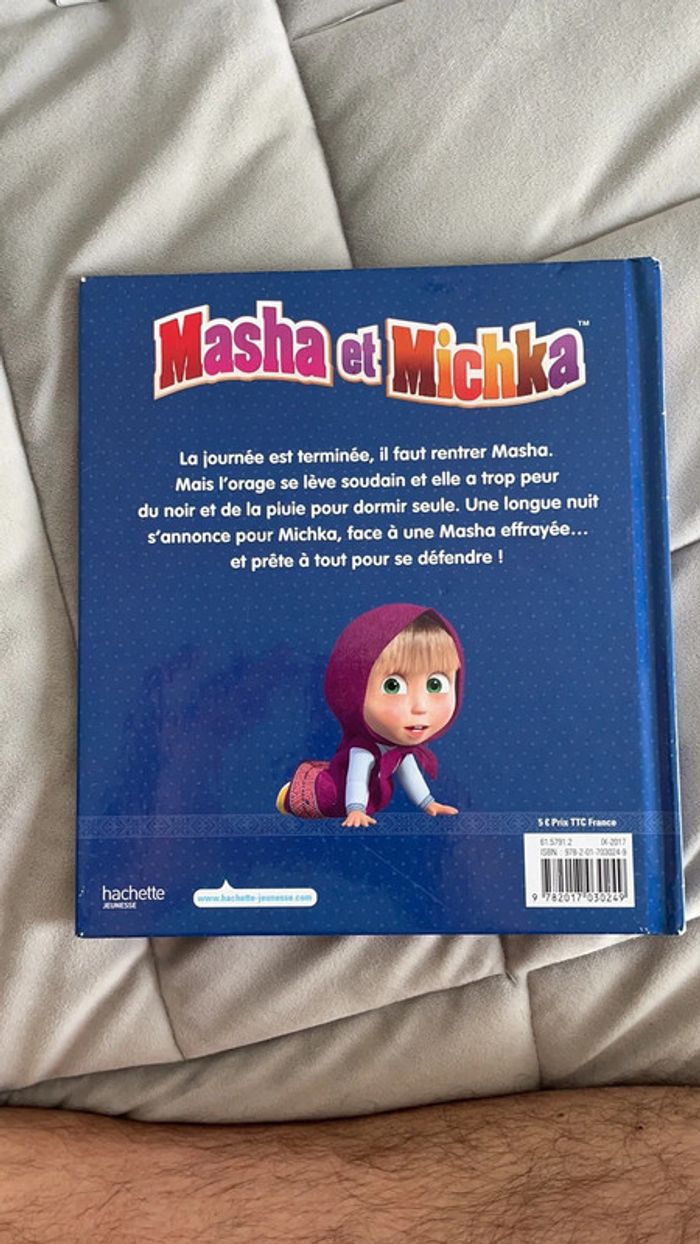 Masha et Michka™
La journée est terminée, il faut rentrer Masha.
Mais l'orage se lève soudain et elle a trop peur
du noir et de la pluie pour dormir seule. Une longue nuit
s'annonce pour Michka, face à une Masha effrayée...
et prête à tout pour se défendre !
5 € Prix TTC France
61.5791.2 IX-2017
ISBN : 978-2-01-703024-9
9 782017 030249
hachette
JEUNESSE
www.hachette-jeunesse.com